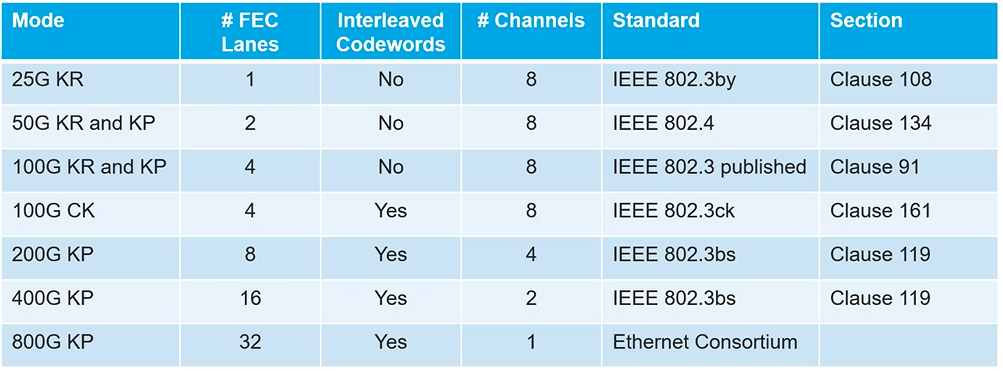 Mode # FEC Lanes Interleaved Codewords # Channels Standard Section
25G KR 1 No 8 IEEE 802.3by Clause 108
50G KR and KP 2 No 8 IEEE 802.4 Clause 134
100G KR and KP 4 No 8 IEEE 802.3 published Clause 91
100G CK 4 Yes 8 IEEE 802.3ck Clause 161
200G KP 8 Yes 4 IEEE 802.3bs Clause 119
400G KP 16 Yes 2 IEEE 802.3bs Clause 119
800G KP 32 Yes 1 Ethernet Consortium